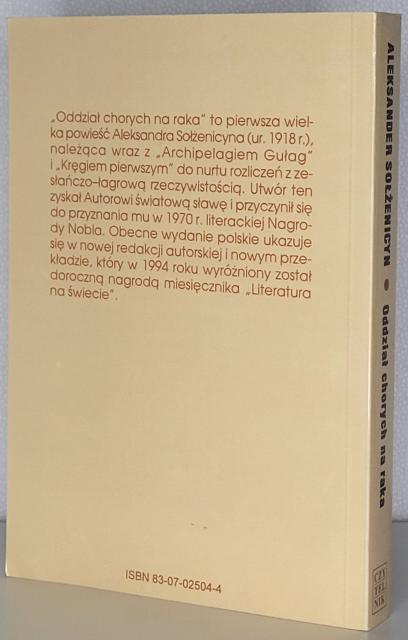 „Oddział chorych na raka” to pierwsza wiel-
ka powieść Aleksandra Sołżenicyna (ur. 1918 r.),
należąca wraz z „Archipelagiem Gułag”
i „Kręgiem pierwszym” do nurtu rozliczeń z ze-
słańczo–łagrową rzeczywistością. Utwór ten
zyskał Autorowi światową sławę i przyczynił się
do przyznania mu w 1970 r. literackiej Nagro-
dy Nobla. Obecne wydanie polskie ukazuje
się w nowej redakcji autorskiej i nowym prze-
kładzie, który w 1994 roku wyróżniony został
doroczną nagrodą miesięcznika „Literatura
na świecie”.
ISBN 83-07-02504-4
ALEKSANDER SOŁŻENICYN • Oddział chorych na raka
CZY
TEL
NIK